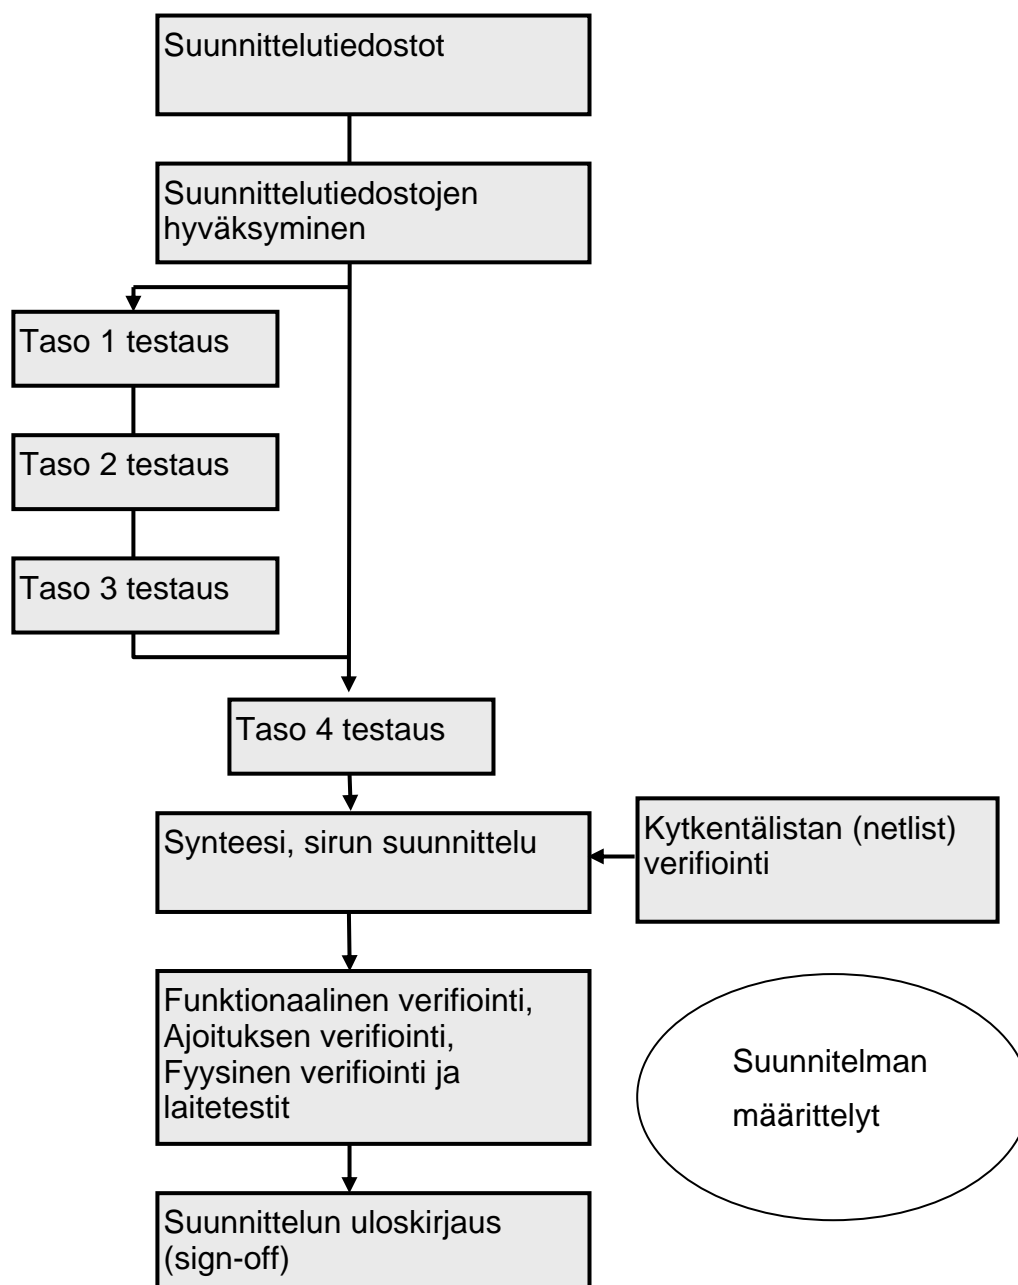 Suunnittelutiedostot
Suunnittelutiedostojen
hyväksyminen
Taso 1 testaus
Taso 2 testaus
Taso 3 testaus
Taso 4 testaus
Synteesi, sirun suunnittelu
Kytkentälistan (netlist)
verifiointi
Funktionaalinen verifiointi,
Ajoituksen verifiointi,
Fyysinen verifiointi ja
laitetestit
Suunnitelman
määrittelyt
Suunnittelun uloskirjaus
(sign-off)